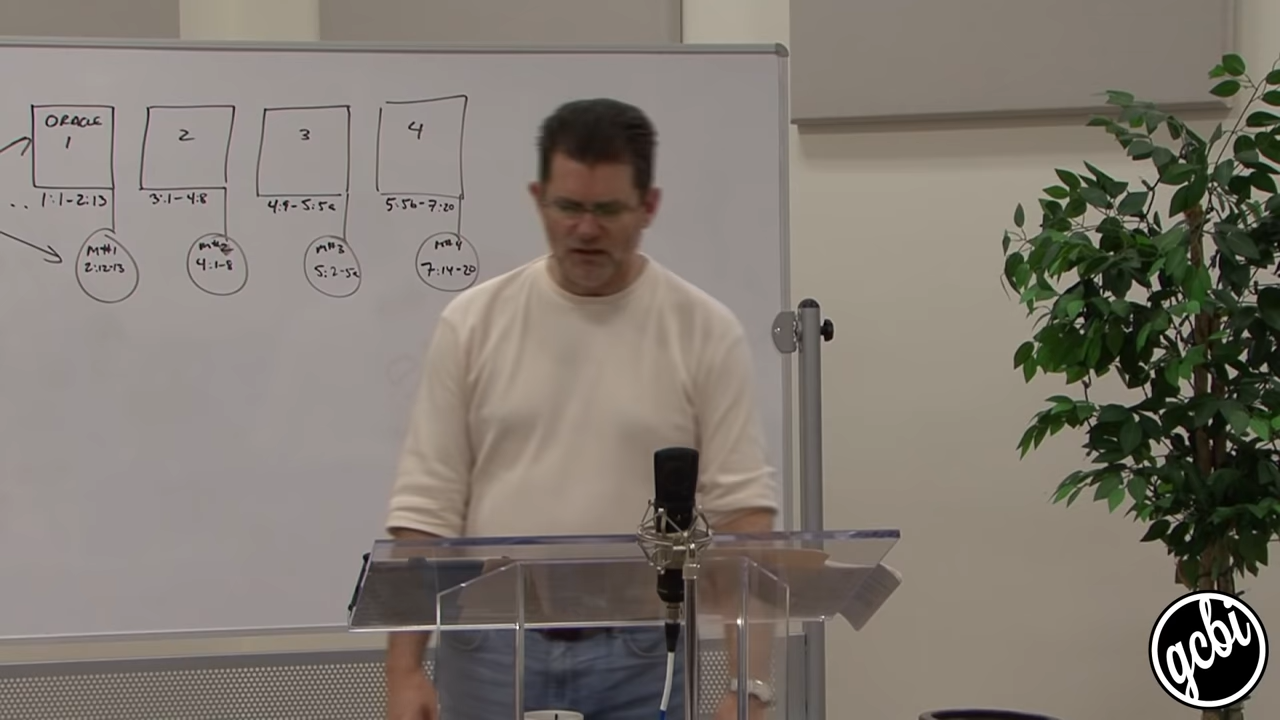 ORACLE
1
2
3
4
1:1-2:13
3:1-4:8
4:9-5:5a
5:5b-7:20
M#1
2:12-13
M#2
4:1-8
M#3
5:2-5a
M#4
7:14-20
gcbi